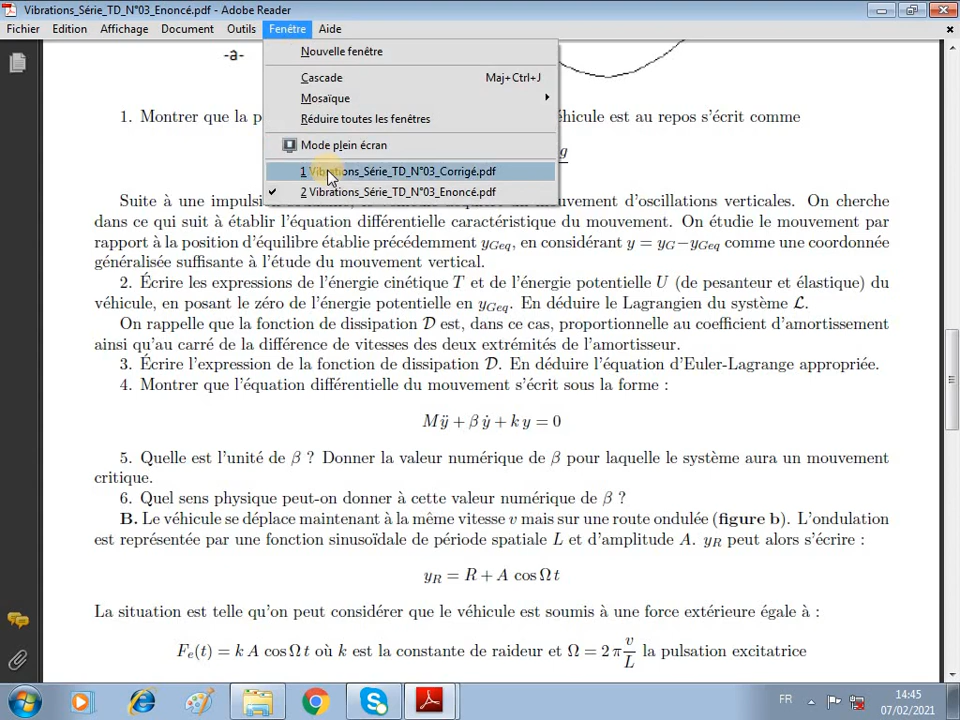 Vibrations_Série_TD_N°03_Enoncé.pdf - Adobe Reader
Fichier Edition Affichage Document Outils Fenêtre Aide
Nouvelle fenêtre
Cascade Maj+Ctrl+J
Mosaïque
Réduire toutes les fenêtres
Mode plein écran
1 Vibrations_Série_TD_N°03_Corrigé.pdf
2 Vibrations_Série_TD_N°03_Enoncé.pdf
-a-
1. Montrer que la p éhicule est au repos s'écrit comme
g
Suite à une impulsi mouvement d'oscillations verticales. On cherche
dans ce qui suit à établir l'équation différentielle caractéristique du mouvement. On étudie le mouvement par
rapport à la position d'équilibre établie précédemment y_{Geq}, en considérant y = y_G − y_{Geq} comme une coordonnée
généralisée suffisante à l'étude du mouvement vertical.
2. Écrire les expressions de l'énergie cinétique T et de l'énergie potentielle U (de pesanteur et élastique) du
véhicule, en posant le zéro de l'énergie potentielle en y_{Geq}. En déduire le Lagrangien du système ℒ.
On rappelle que la fonction de dissipation 𝒟 est, dans ce cas, proportionnelle au coefficient d'amortissement
ainsi qu'au carré de la différence de vitesses des deux extrémités de l'amortisseur.
3. Écrire l'expression de la fonction de dissipation 𝒟. En déduire l'équation d'Euler-Lagrange appropriée.
4. Montrer que l'équation différentielle du mouvement s'écrit sous la forme :
Mÿ + β ẏ + k y = 0
5. Quelle est l'unité de β ? Donner la valeur numérique de β pour laquelle le système aura un mouvement
critique.
6. Quel sens physique peut-on donner à cette valeur numérique de β ?
B. Le véhicule se déplace maintenant à la même vitesse v mais sur une route ondulée (figure b). L'ondulation
est représentée par une fonction sinusoïdale de période spatiale L et d'amplitude A. y_R peut alors s'écrire :
y_R = R + A cos Ω t
La situation est telle qu'on peut considérer que le véhicule est soumis à une force extérieure égale à :
F_e(t) = k A cos Ω t où k est la constante de raideur et Ω = 2 π v/L la pulsation excitatrice
FR
14:45
07/02/2021